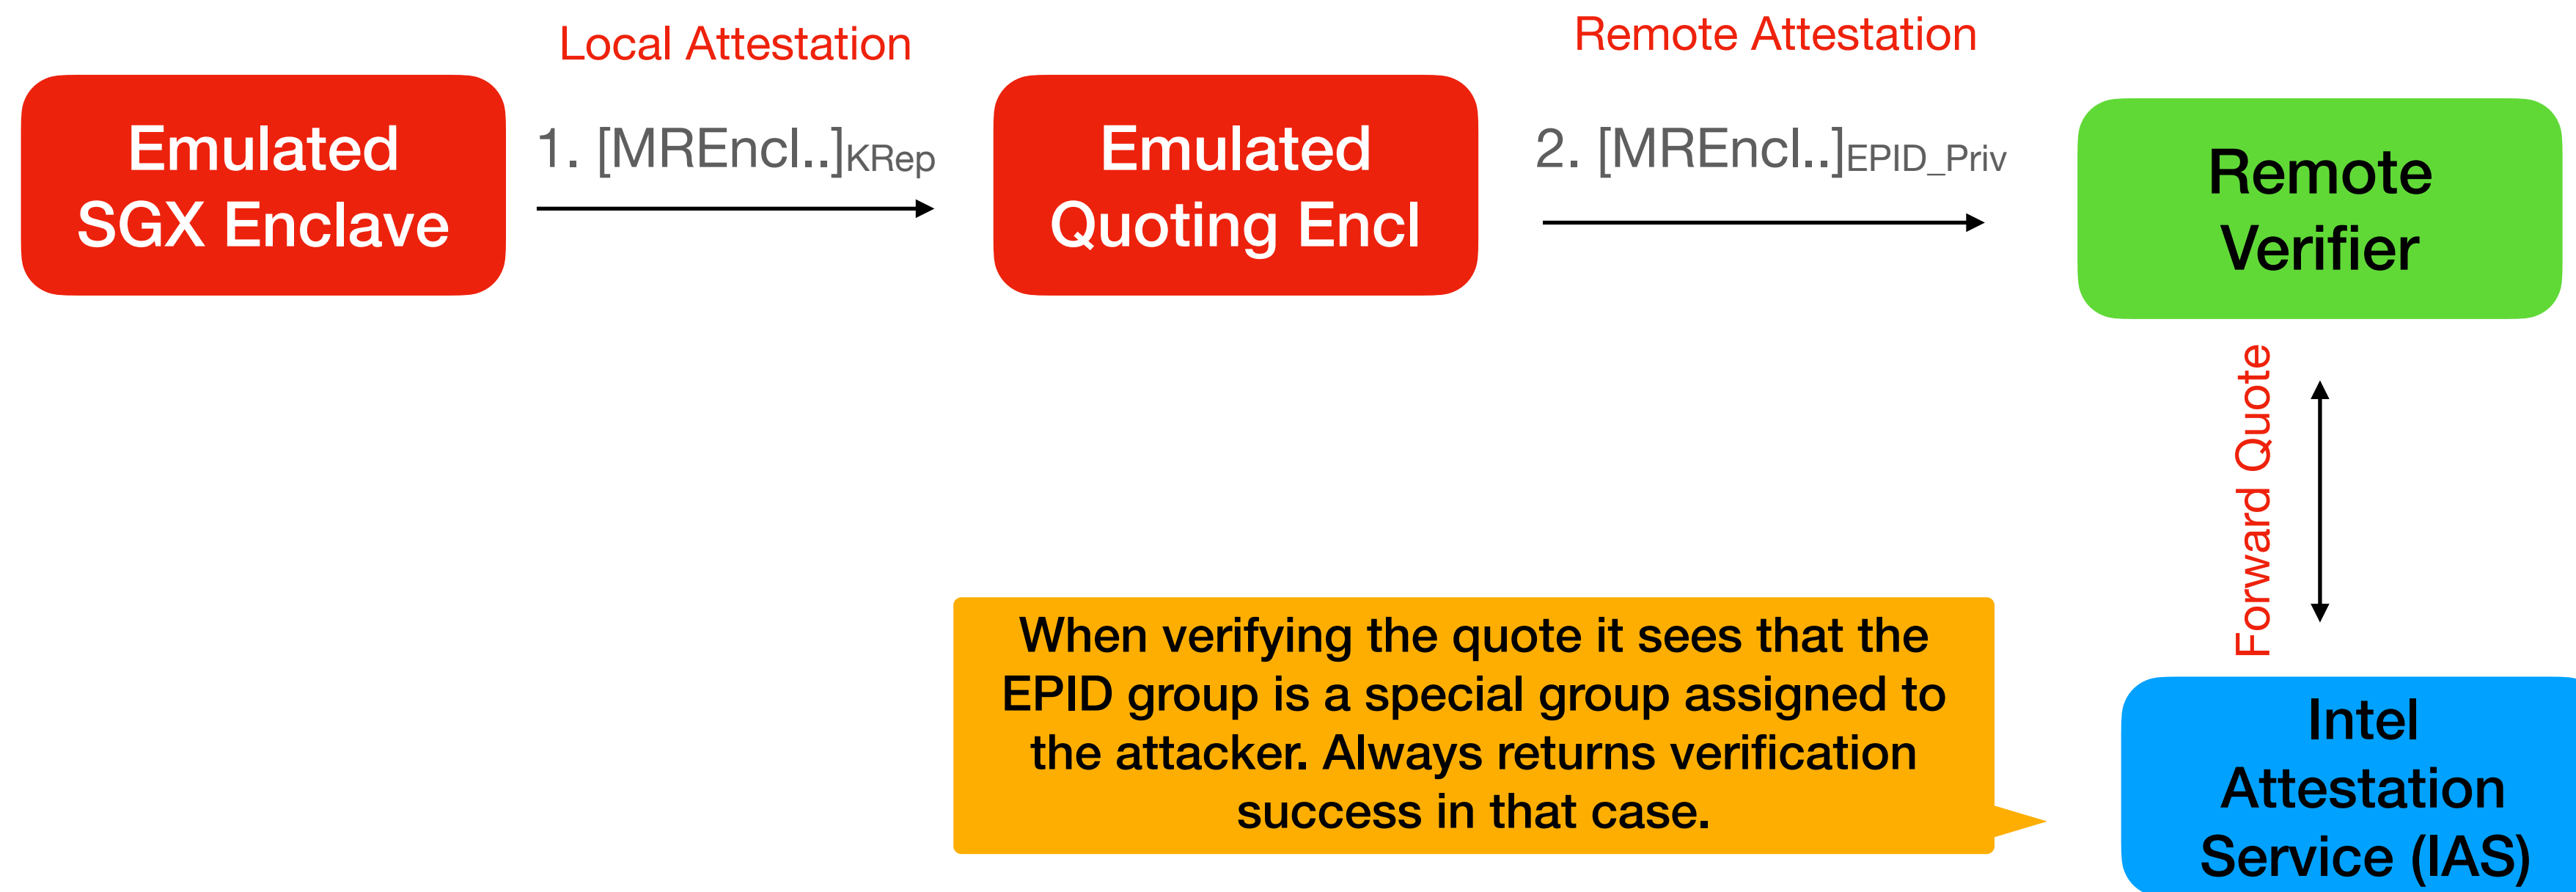 Local Attestation
Remote Attestation
Emulated
SGX Enclave
1. [MREncl..]KRep
Emulated
Quoting Encl
2. [MREncl..]EPID_Priv
Remote
Verifier
Forward Quote
When verifying the quote it sees that the
EPID group is a special group assigned to
the attacker. Always returns verification
success in that case.
Intel
Attestation
Service (IAS)